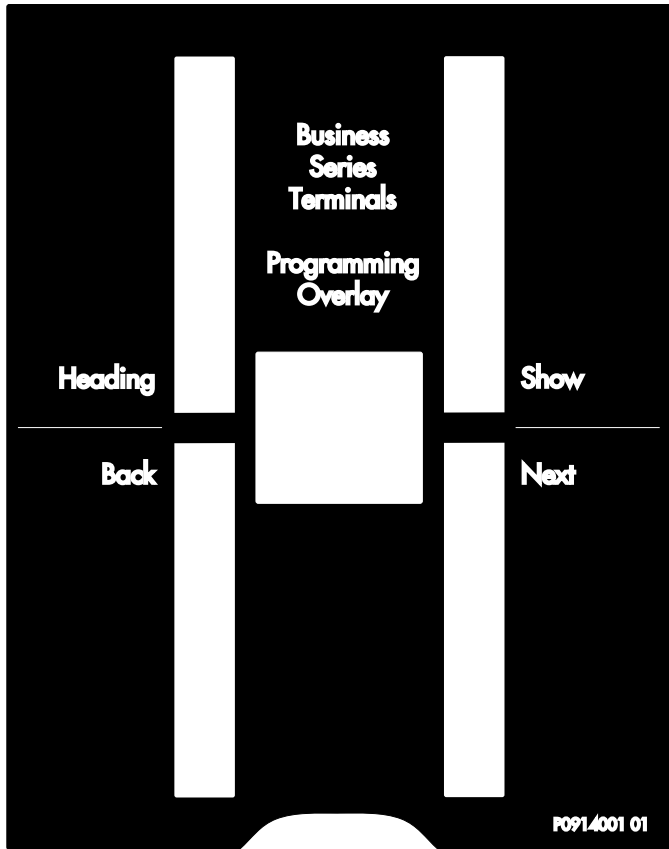 Business
Series
Terminals
Programming
Overlay
Heading
Show
Back
Next
P0914001 01